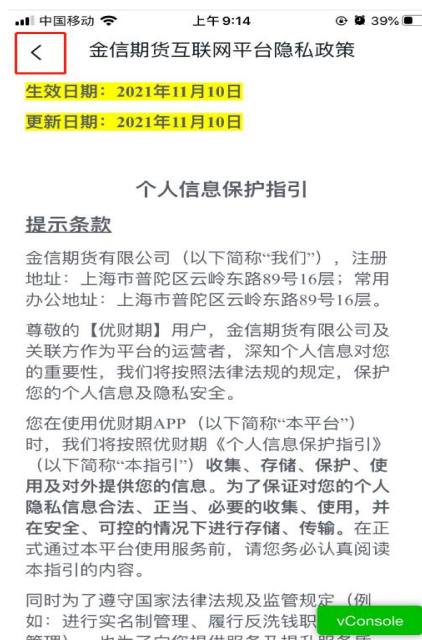 中国移动 上午9:14 39%
金信期货互联网平台隐私政策
生效日期：2021年11月10日
更新日期：2021年11月10日
个人信息保护指引
提示条款
金信期货有限公司（以下简称“我们”），注册
地址：上海市普陀区云岭东路89号16层；常用
办公地址：上海市普陀区云岭东路89号16层。
尊敬的【优财期】用户，金信期货有限公司及
关联方作为平台的运营者，深知个人信息对您
的重要性，我们将按照法律法规的规定，保护
您的个人信息及隐私安全。
您在使用优财期APP（以下简称“本平台”）
时，我们将按照优财期《个人信息保护指引》
（以下简称“本指引”）收集、存储、保护、使
用及对外提供您的信息。为了保证对您的个人
隐私信息合法、正当、必要的收集、使用，并
在安全、可控的情况下进行存储、传输。在正
式通过本平台使用服务前，请您务必认真阅读
本指引的内容。
同时为了遵守国家法律法规及监管规定（例
如：进行实名制管理、履行反洗钱职
vConsole
管理），也为了向您提供服务及提升服务质